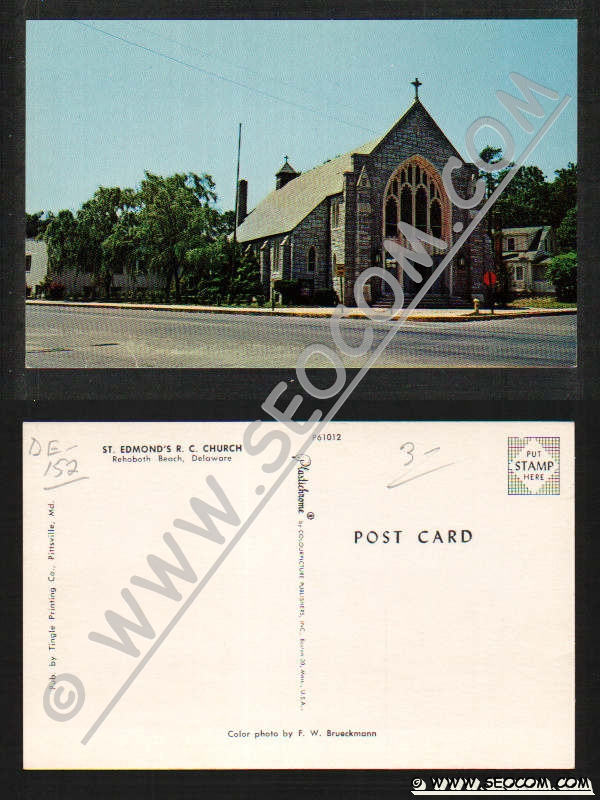 © WWW.SEOCOM.COM
DE-
152
ST. EDMOND'S R. C. CHURCH
Rehoboth Beach, Delaware
P61012
3-
PUT
STAMP
HERE
Pub. by Tingle Printing Co., Pittsville, Md.
Plastichrome ® by COLOURPICTURE PUBLISHERS, INC., Boston 30, Mass., U.S.A.
POST CARD
Color photo by F. W. Brueckmann
© WWW.SEOCOM.COM